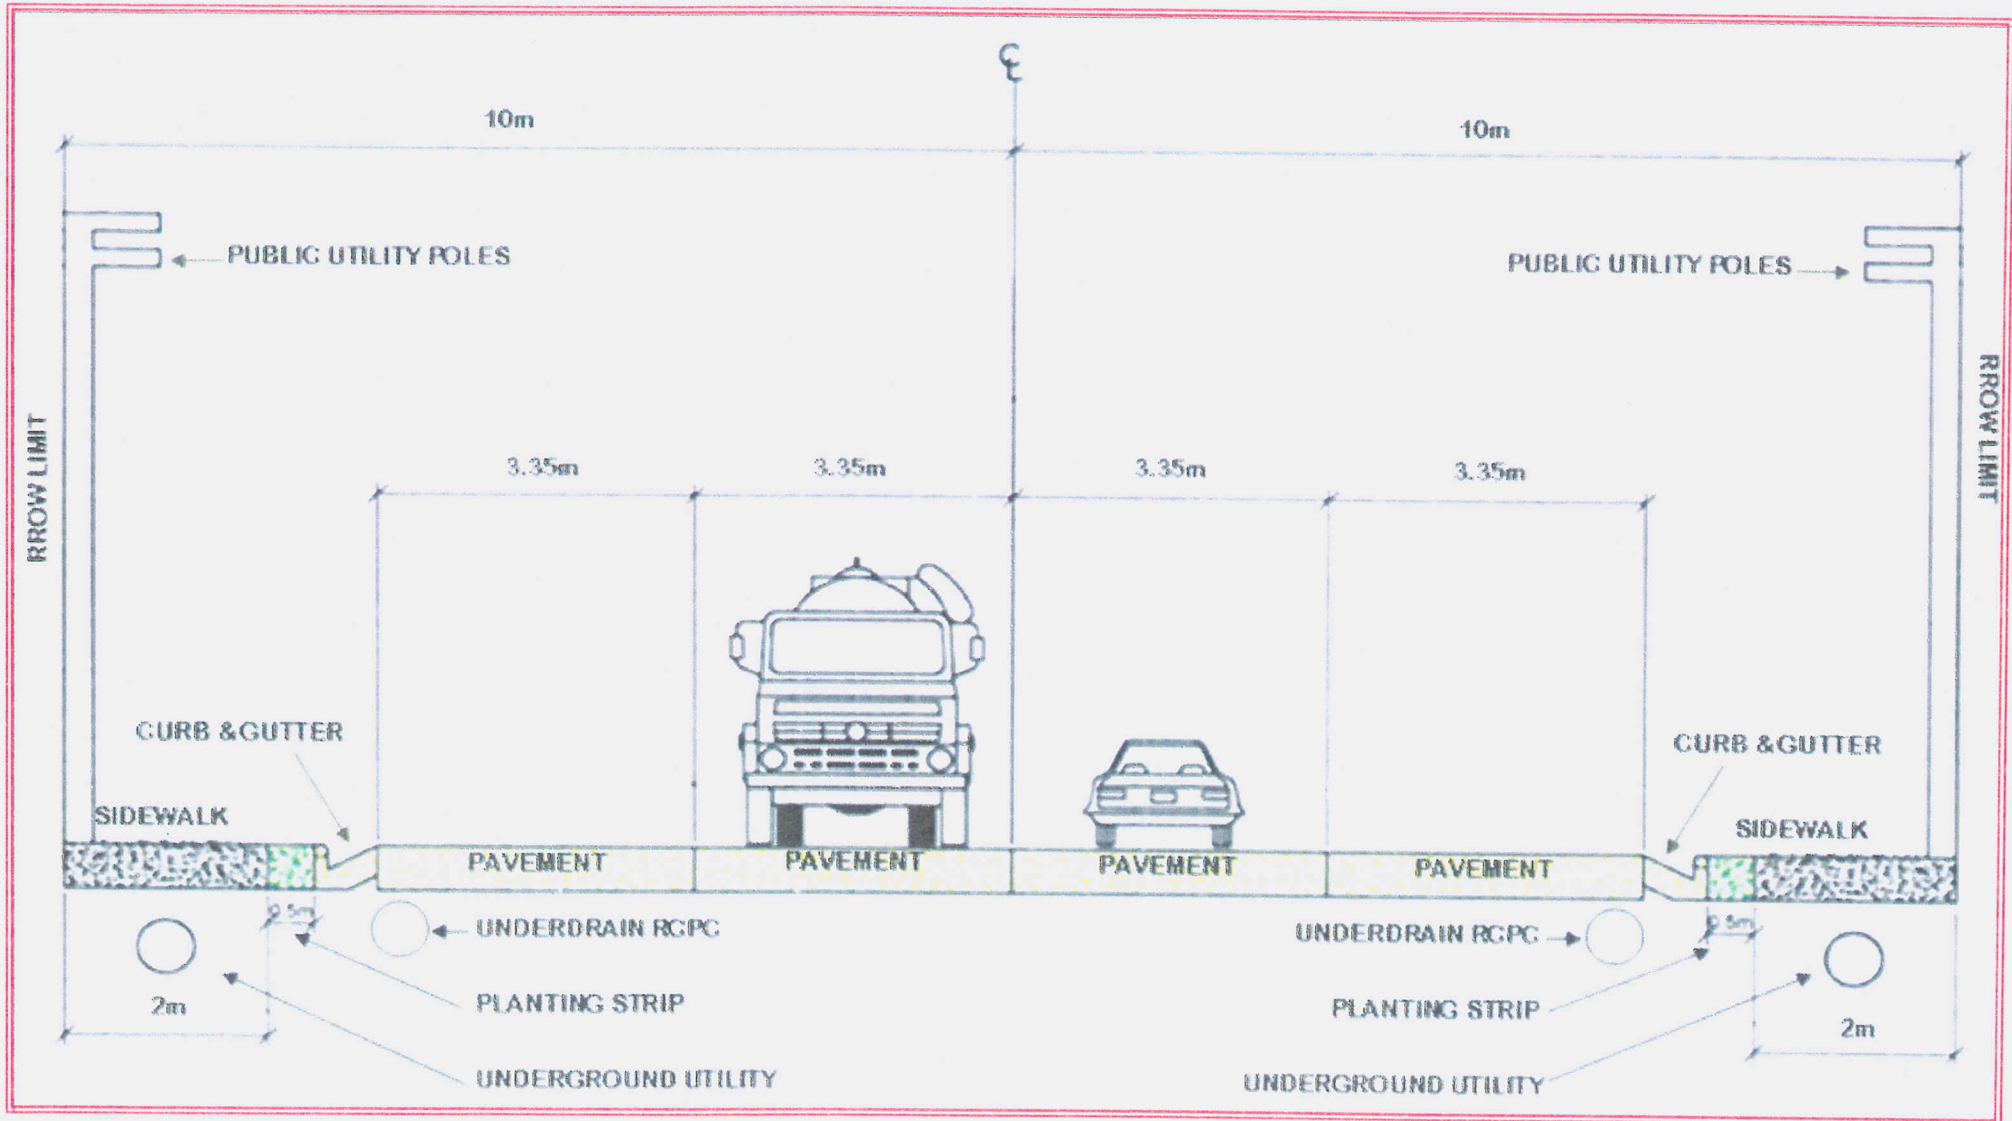 ℄
10m
10m
PUBLIC UTILITY POLES
PUBLIC UTILITY POLES
RROW LIMIT
RROW LIMIT
3.35m
3.35m
3.35m
3.35m
CURB &GUTTER
CURB &GUTTER
SIDEWALK
SIDEWALK
PAVEMENT
PAVEMENT
PAVEMENT
PAVEMENT
0.5m
0.5m
UNDERDRAIN RCPC
UNDERDRAIN RCPC
2m
PLANTING STRIP
PLANTING STRIP
2m
UNDERGROUND UTILITY
UNDERGROUND UTILITY